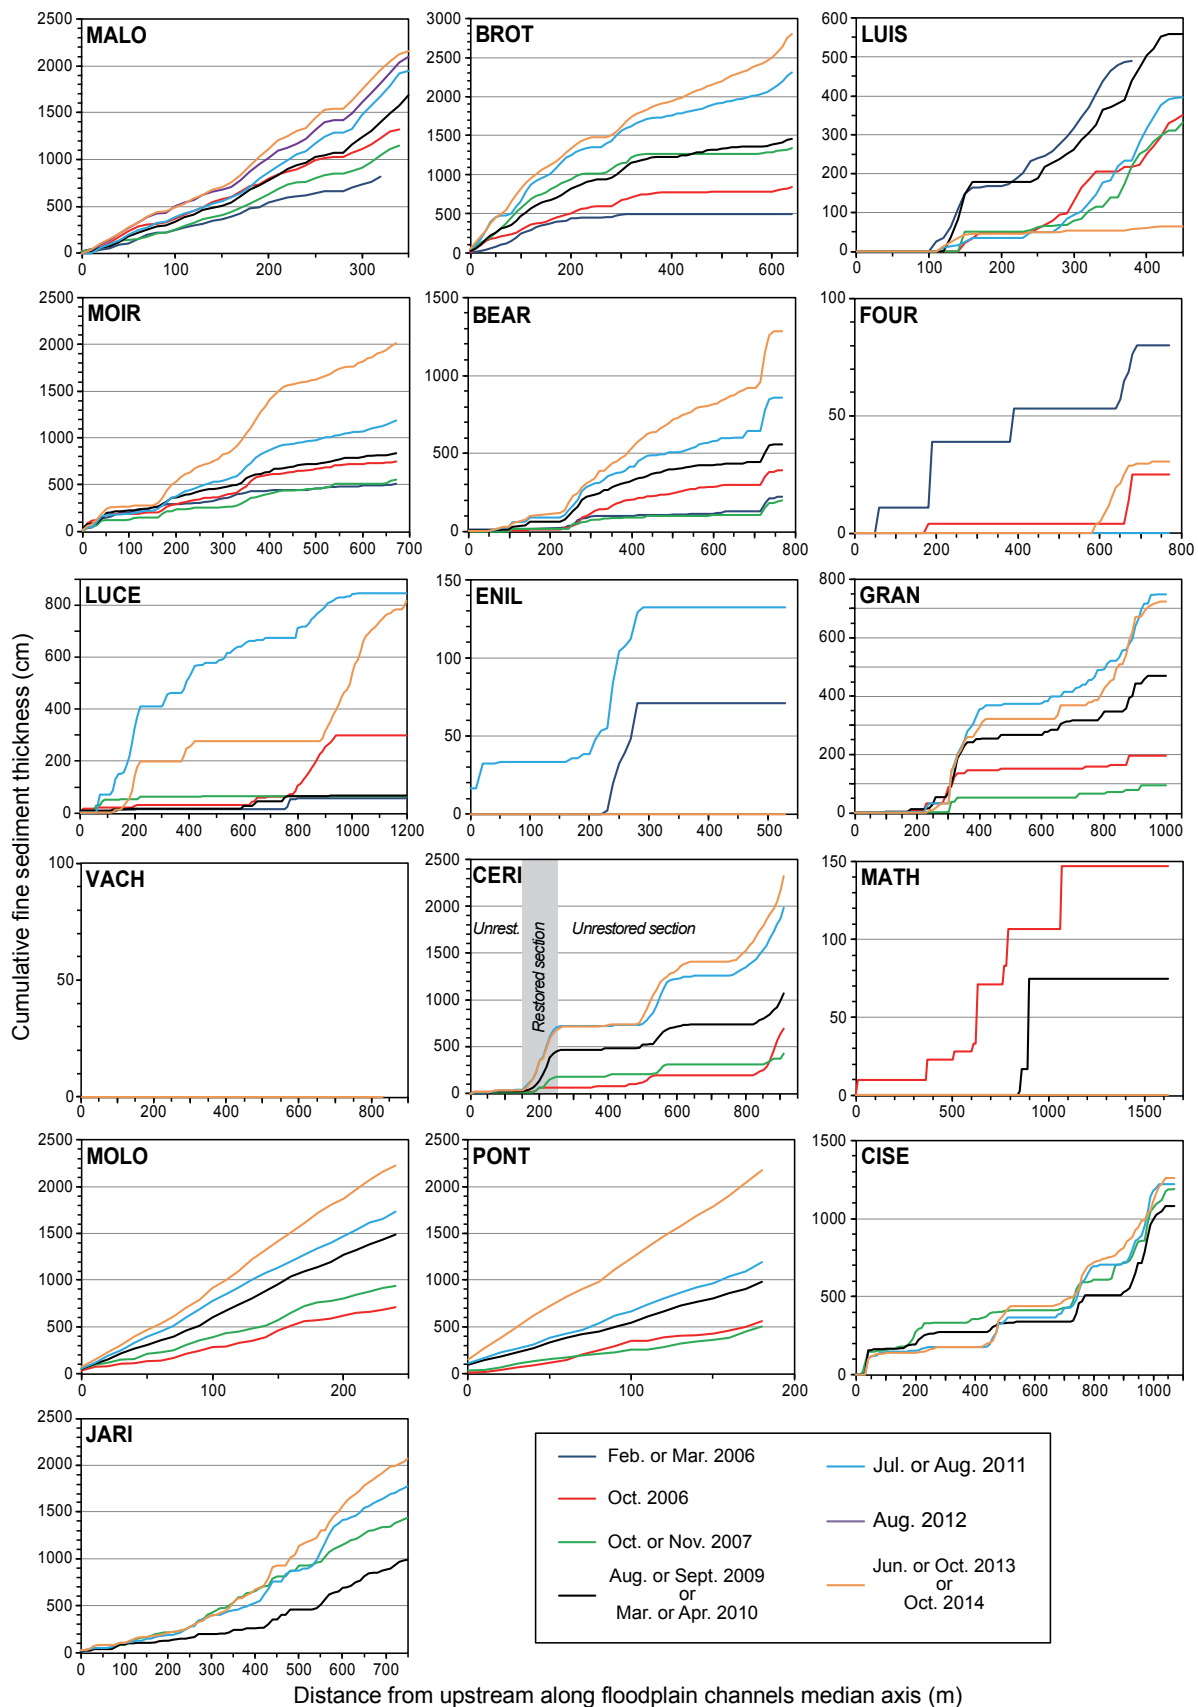 MALO
2500
2000
1500
1000
500
0
0 100 200 300
BROT
3000
2500
2000
1500
1000
500
0
0 200 400 600
LUIS
600
500
400
300
200
100
0
0 100 200 300 400
MOIR
2500
2000
1500
1000
500
0
0 100 200 300 400 500 600 700
BEAR
1500
1000
500
0
0 200 400 600 800
FOUR
100
50
0
200 400 600 800
LUCE
800
600
400
200
0
0 200 400 600 800 1000 1200
ENIL
150
100
50
0
0 100 200 300 400 500
GRAN
800
600
400
200
0
0 200 400 600 800 1000
VACH
100
50
0
0 200 400 600 800
CERI
2500
2000
1500
1000
500
0
Unrest.
Restored section
Unrestored section
0 200 400 600 800
MATH
150
100
50
0
0 500 1000 1500
MOLO
2500
2000
1500
1000
500
0
0 100 200
PONT
2500
2000
1500
1000
500
0
0 100 200
CISE
1500
1000
500
0
0 200 400 600 800 1000
JARI
2500
2000
1500
1000
500
0
0 100 200 300 400 500 600 700
Feb. or Mar. 2006
Oct. 2006
Oct. or Nov. 2007
Aug. or Sept. 2009
or
Mar. or Apr. 2010
Jul. or Aug. 2011
Aug. 2012
Jun. or Oct. 2013
or
Oct. 2014
Cumulative fine sediment thickness (cm)
Distance from upstream along floodplain channels median axis (m)